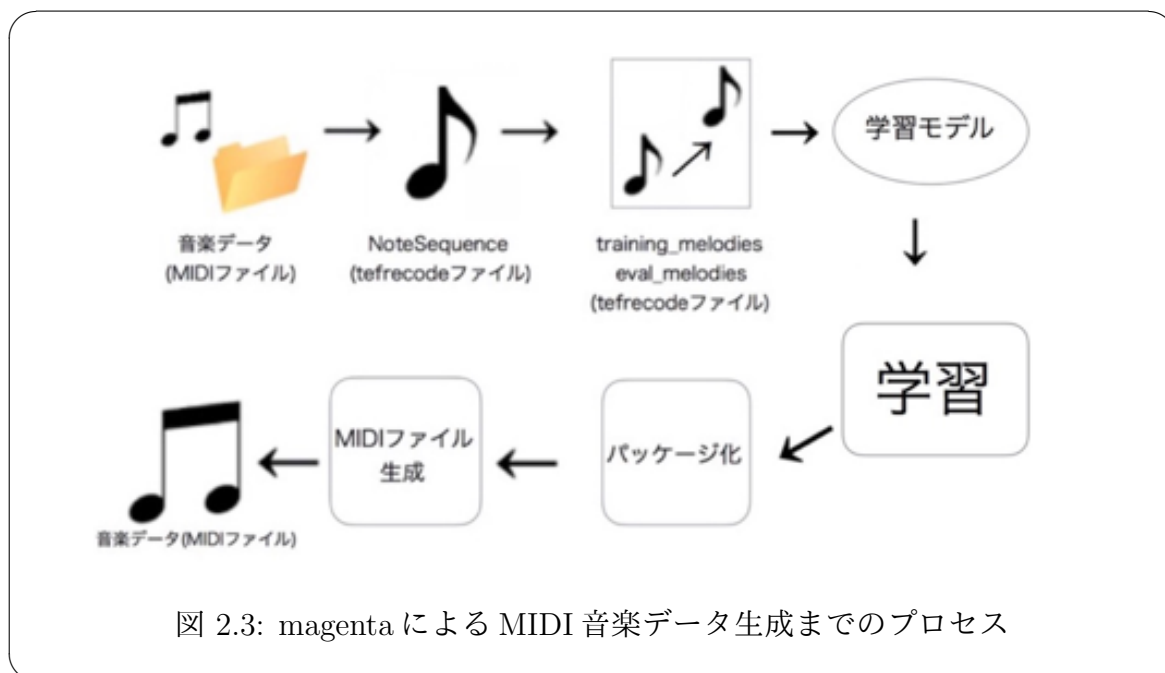 学習モデル
音楽データ
(MIDIファイル)
NoteSequence
(tefrecodeファイル)
training_melodies
eval_melodies
(tefrecodeファイル)
学習
パッケージ化
MIDIファイル
生成
音楽データ(MIDIファイル)
図 2.3: magenta による MIDI 音楽データ生成までのプロセス